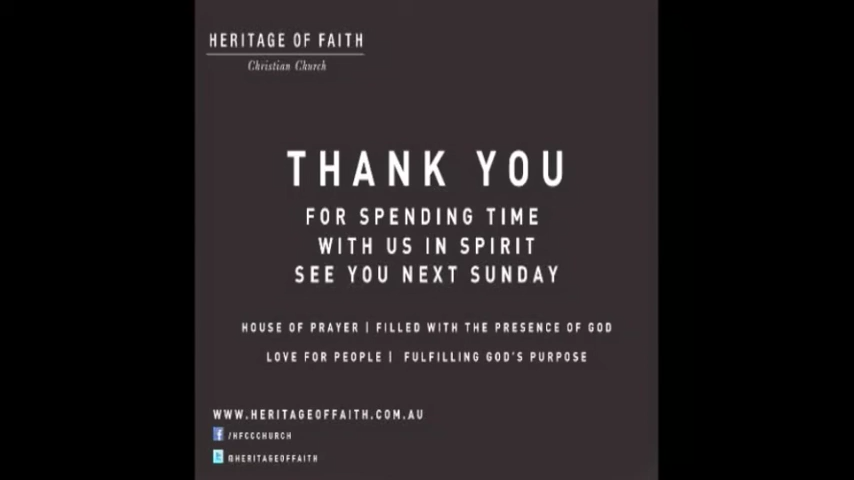 HERITAGE OF FAITH
Christian Church
THANK YOU
FOR SPENDING TIME
WITH US IN SPIRIT
SEE YOU NEXT SUNDAY
HOUSE OF PRAYER | FILLED WITH THE PRESENCE OF GOD
LOVE FOR PEOPLE | FULFILLING GOD'S PURPOSE
WWW.HERITAGEOFFAITH.COM.AU
/HFCCCHURCH
@HERITAGEOFFAITH